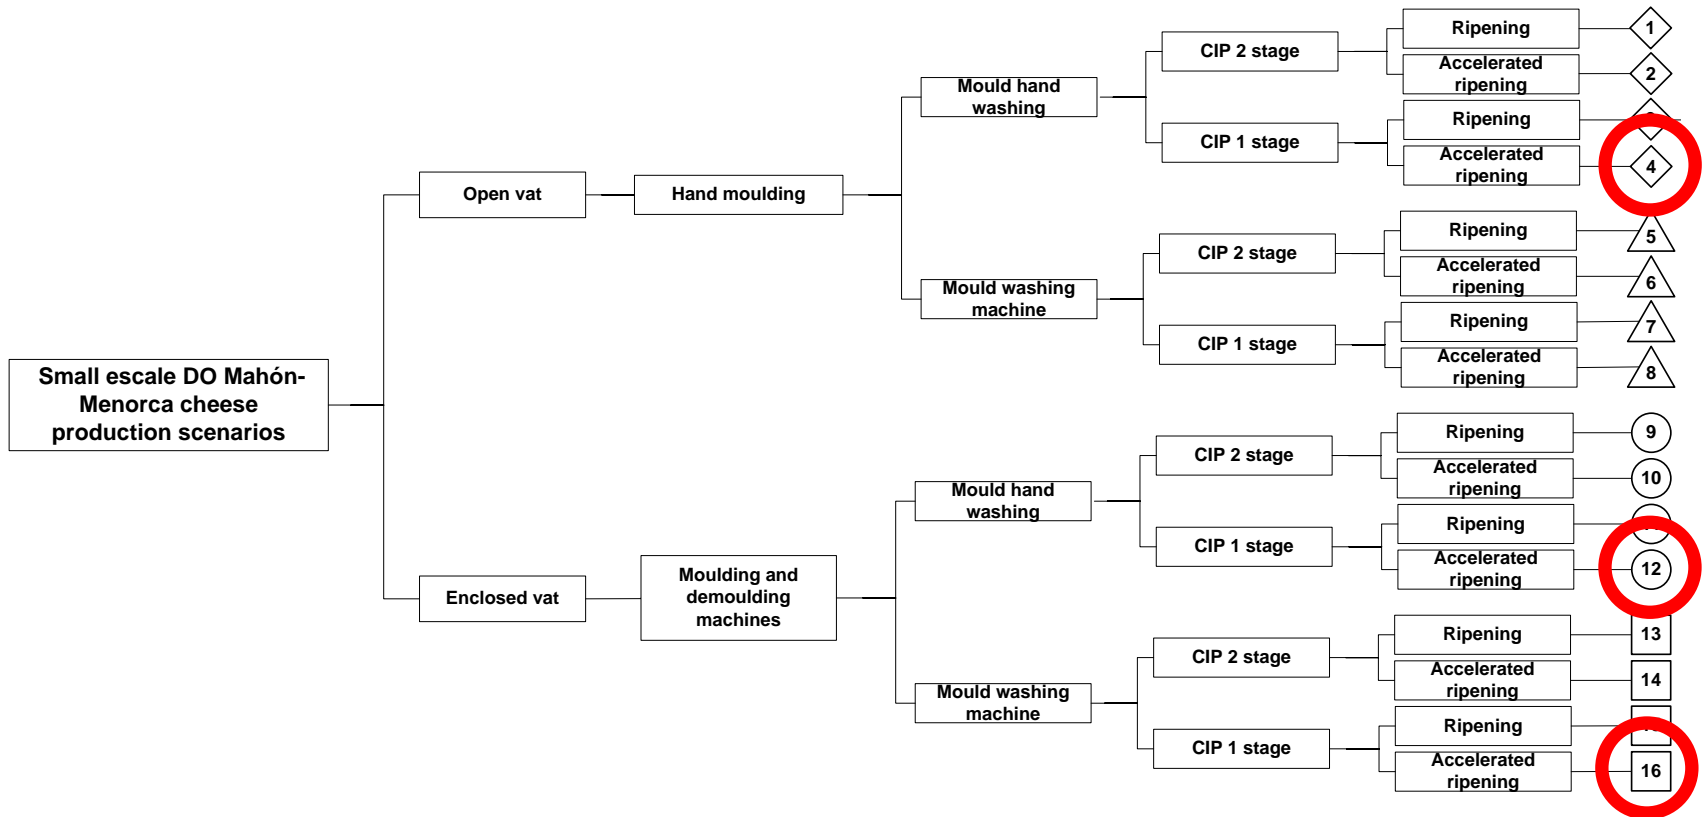 Small escale DO Mahón-
Menorca cheese
production scenarios
Open vat
Enclosed vat
Hand moulding
Moulding and
demoulding
machines
Mould hand
washing
Mould washing
machine
Mould hand
washing
Mould washing
machine
CIP 2 stage
CIP 1 stage
CIP 2 stage
CIP 1 stage
CIP 2 stage
CIP 1 stage
CIP 2 stage
CIP 1 stage
Ripening
1
Accelerated
ripening
2
Ripening
Accelerated
ripening
4
Ripening
5
Accelerated
ripening
6
Ripening
7
Accelerated
ripening
8
Ripening
9
Accelerated
ripening
10
Ripening
Accelerated
ripening
12
Ripening
13
Accelerated
ripening
14
Ripening
Accelerated
ripening
16